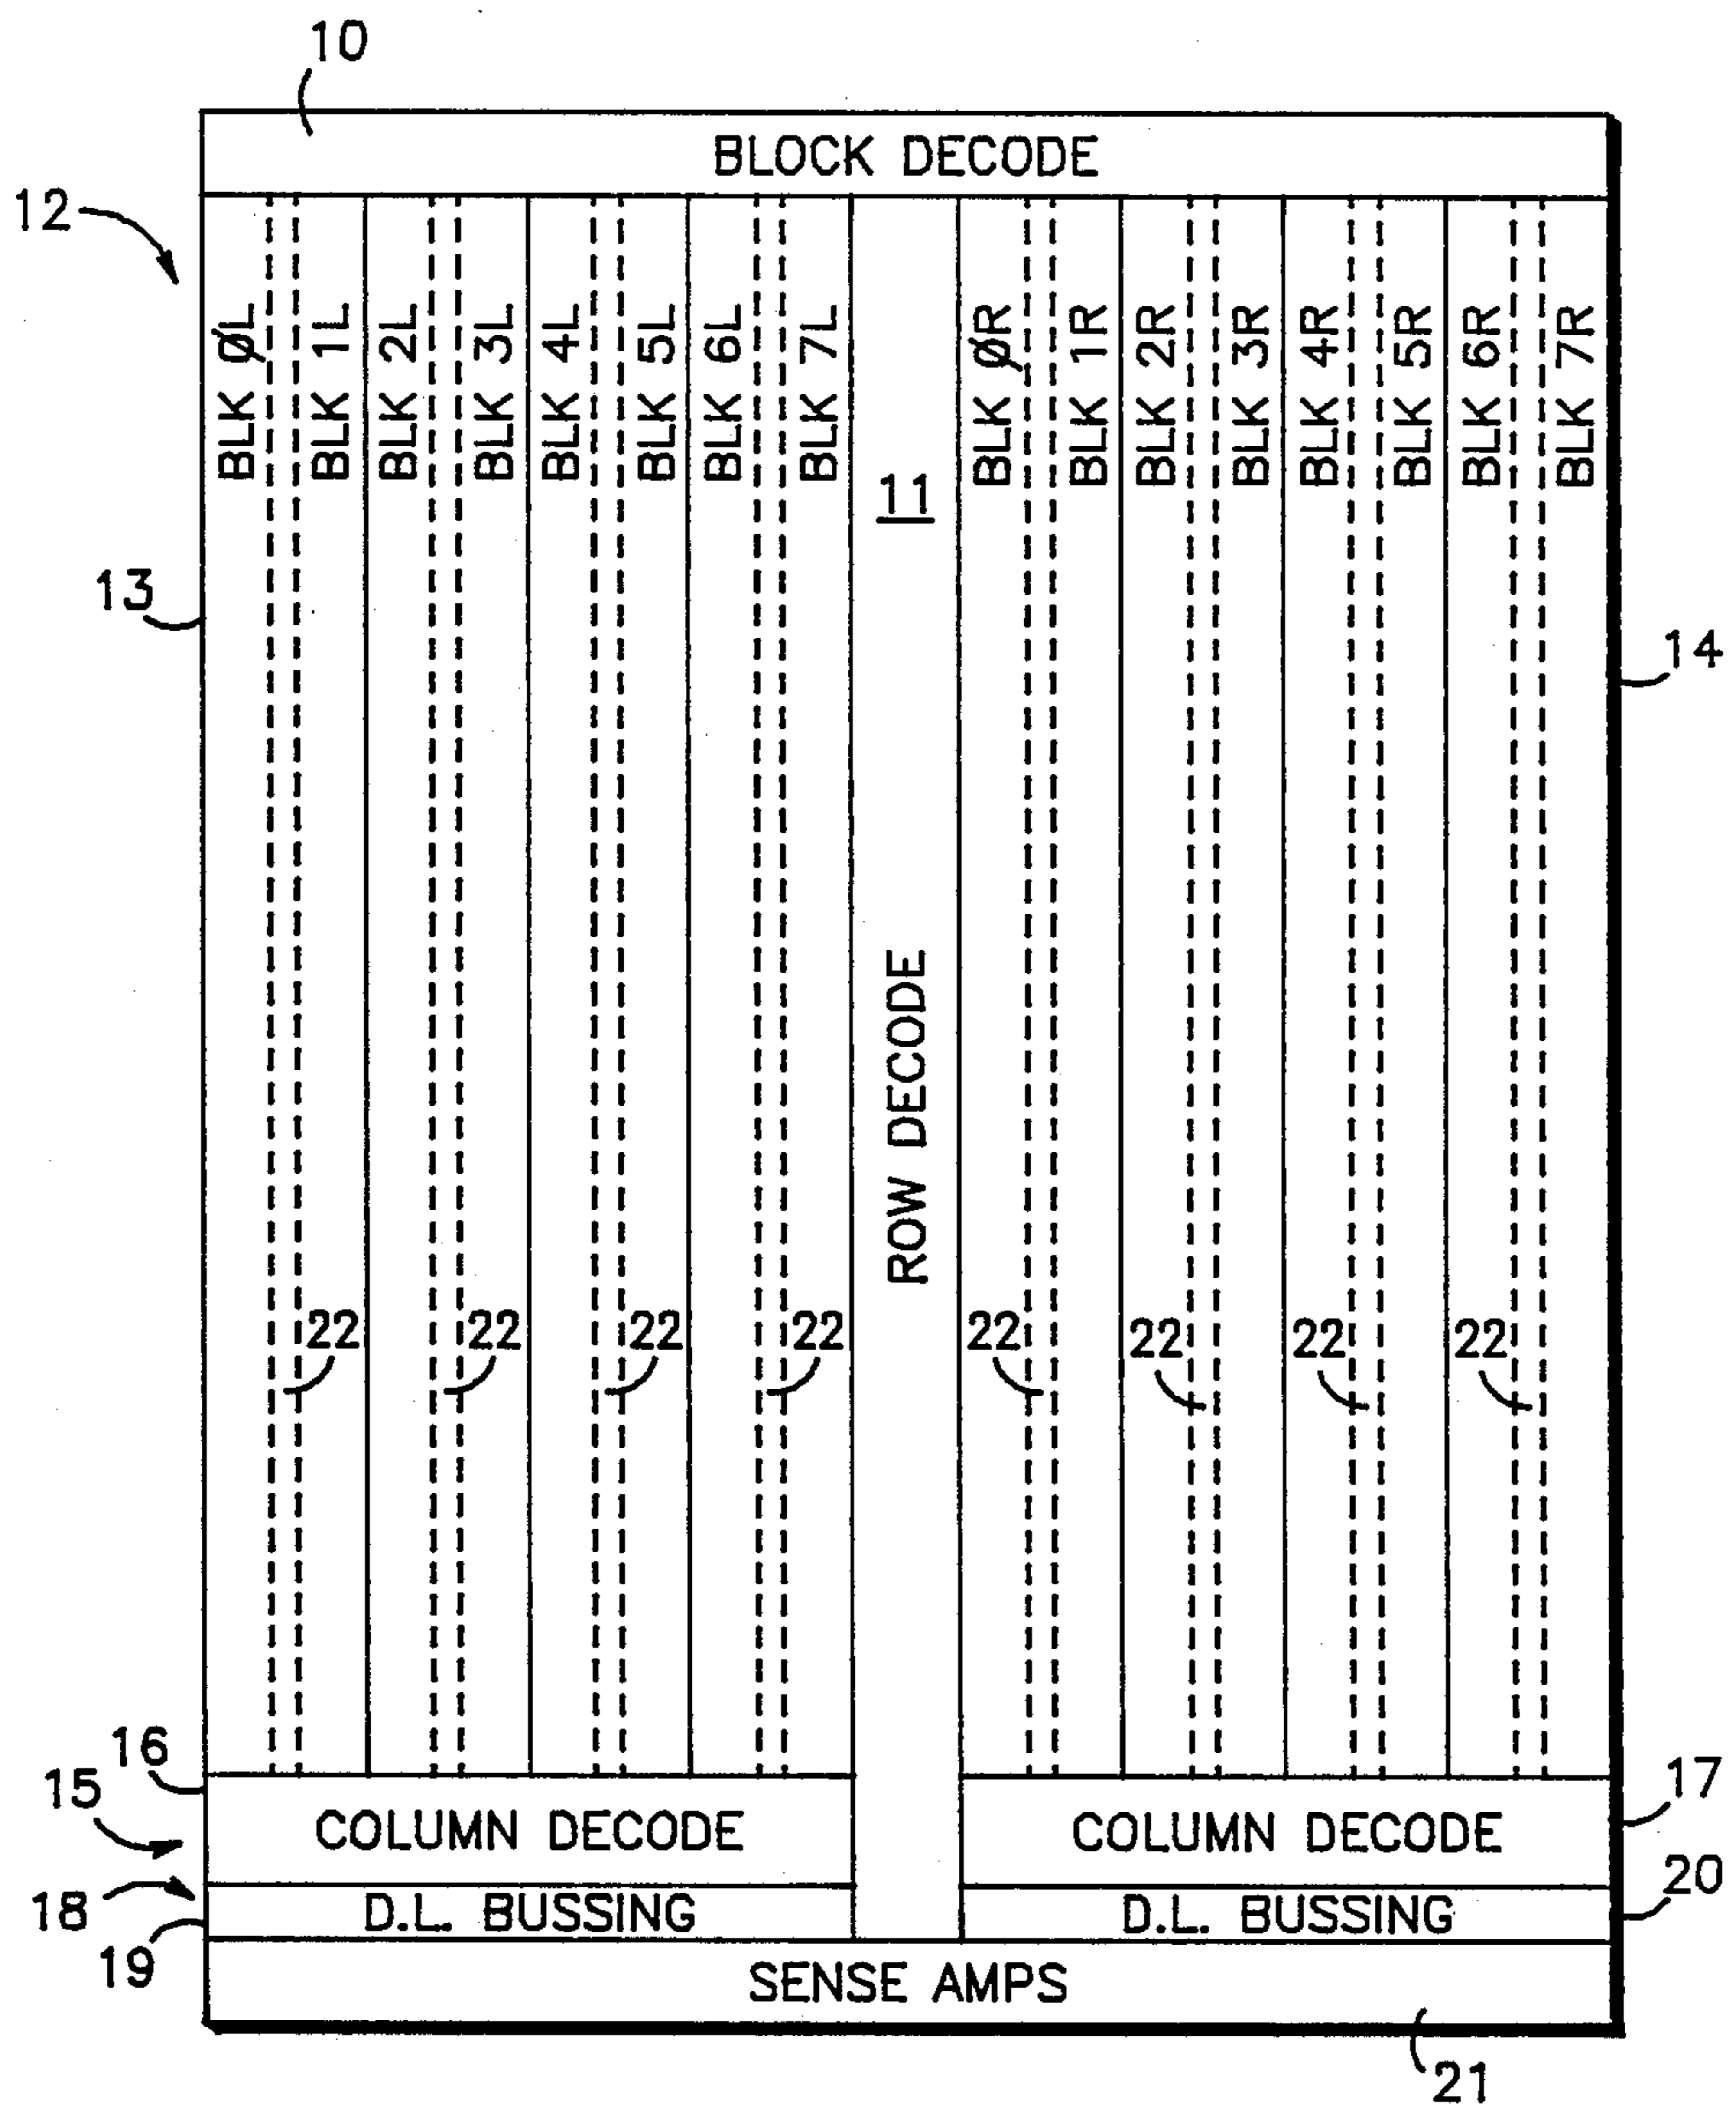 10
BLOCK DECODE
12
BLK ØL
BLK 1L
BLK 2L
BLK 3L
BLK 4L
BLK 5L
BLK 6L
BLK 7L
11
BLK ØR
BLK 1R
BLK 2R
BLK 3R
BLK 4R
BLK 5R
BLK 6R
BLK 7R
13
14
ROW DECODE
22
22
22
22
22
22
22
22
16
15
COLUMN DECODE
COLUMN DECODE
17
18
19
D.L. BUSSING
D.L. BUSSING
20
SENSE AMPS
21